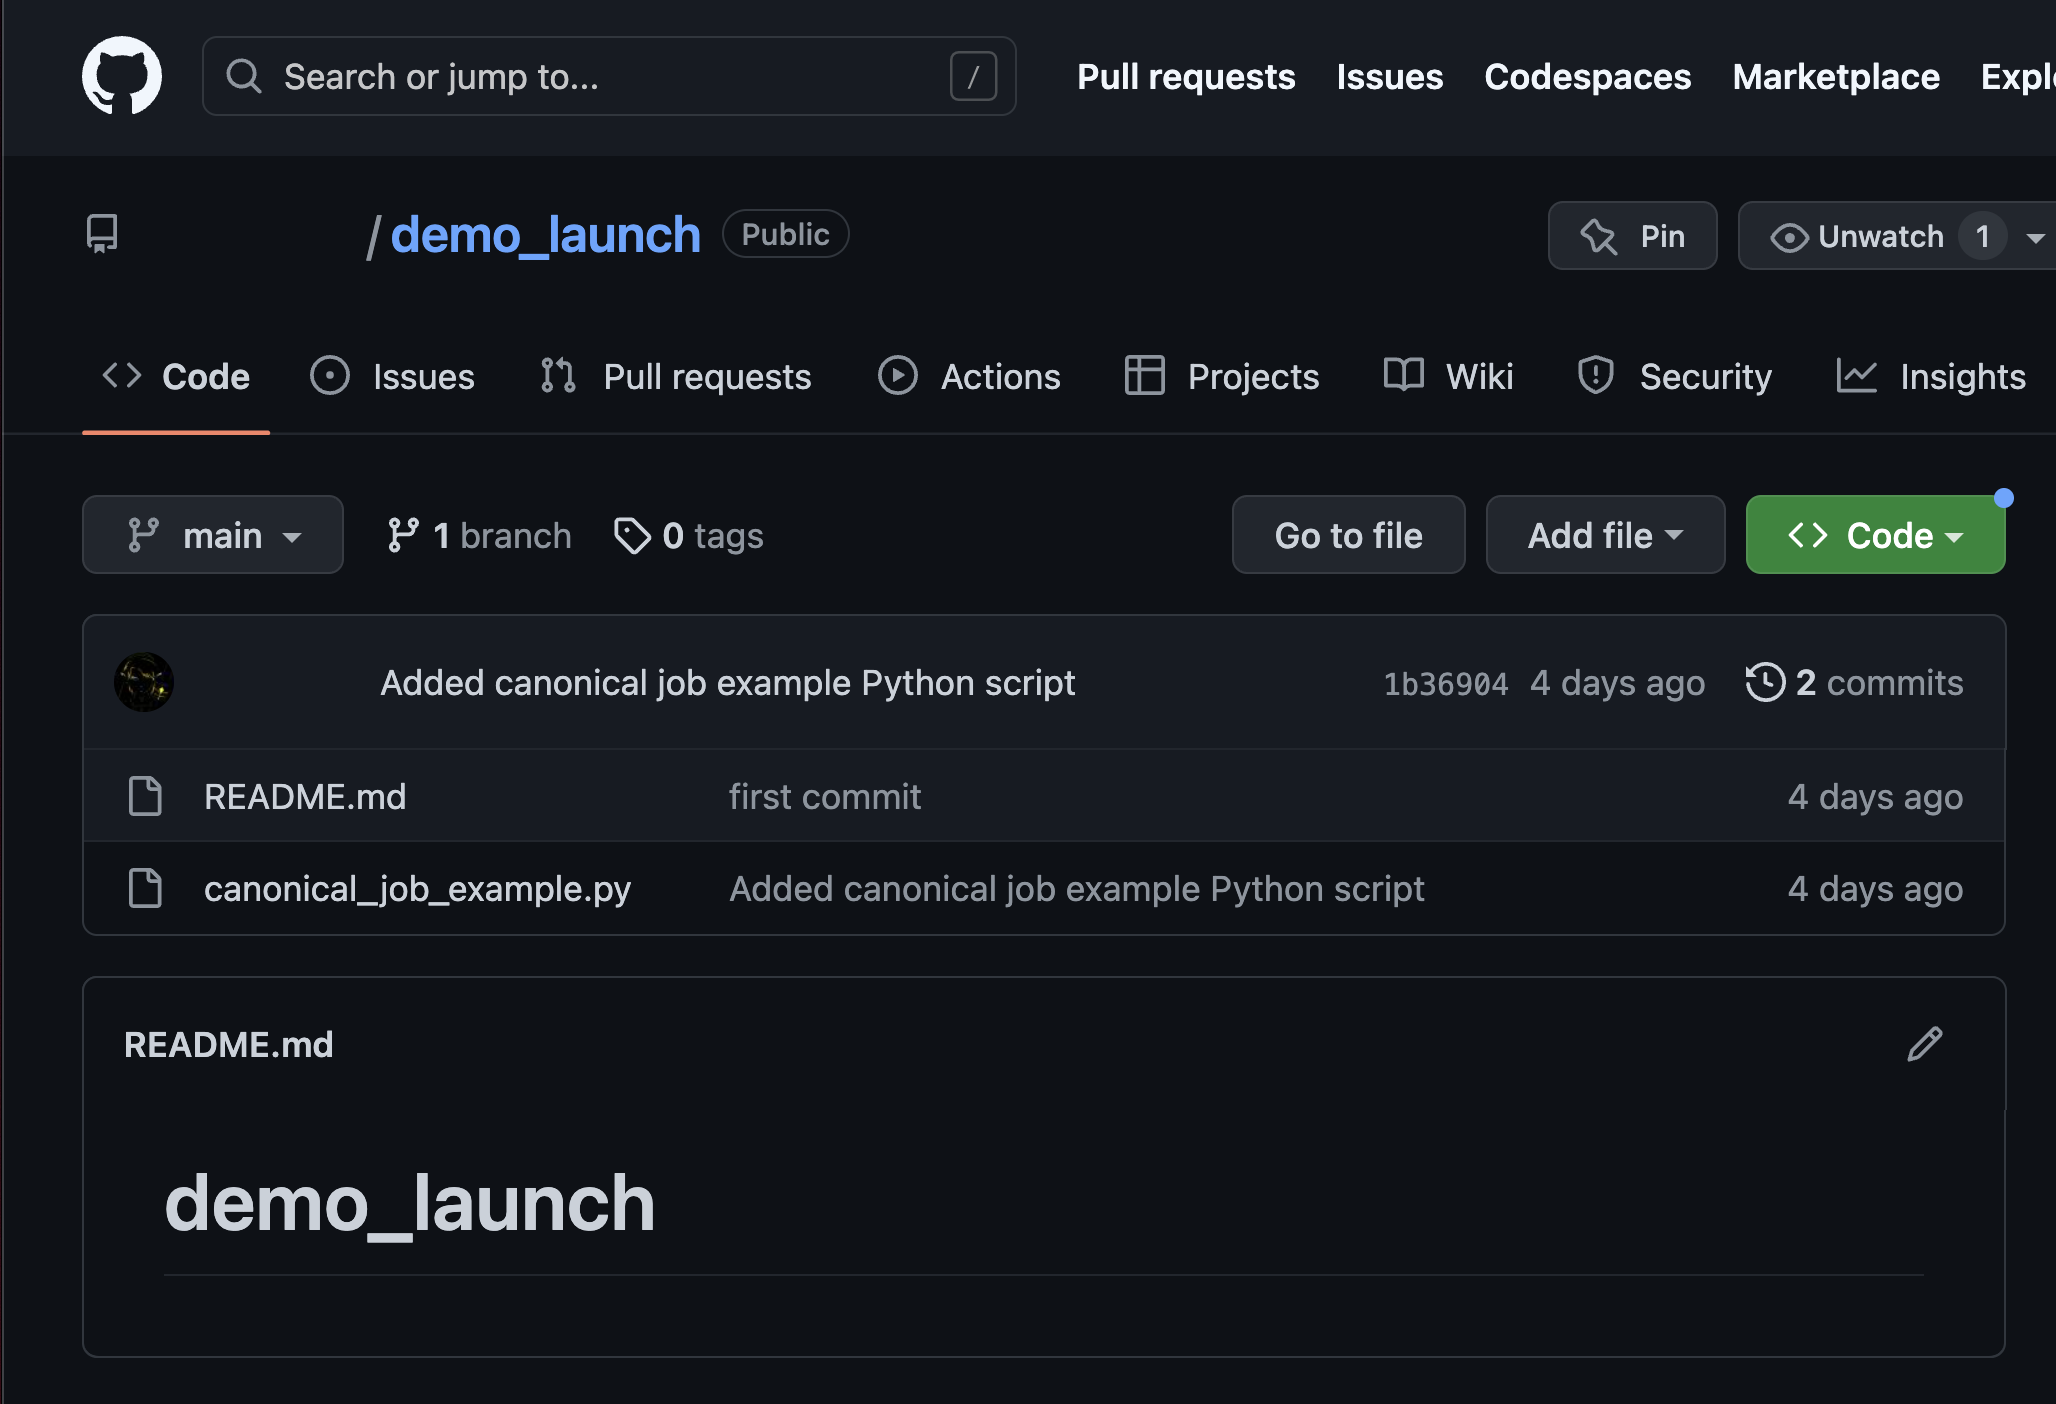 Search or jump to... /
Pull requests Issues Codespaces Marketplace Expl
/ demo_launch Public
Pin
Unwatch 1
Code Issues Pull requests Actions Projects Wiki Security Insights
main 1 branch 0 tags
Go to file Add file Code
Added canonical job example Python script 1b36904 4 days ago 2 commits
README.md first commit 4 days ago
canonical_job_example.py Added canonical job example Python script 4 days ago
README.md
demo_launch